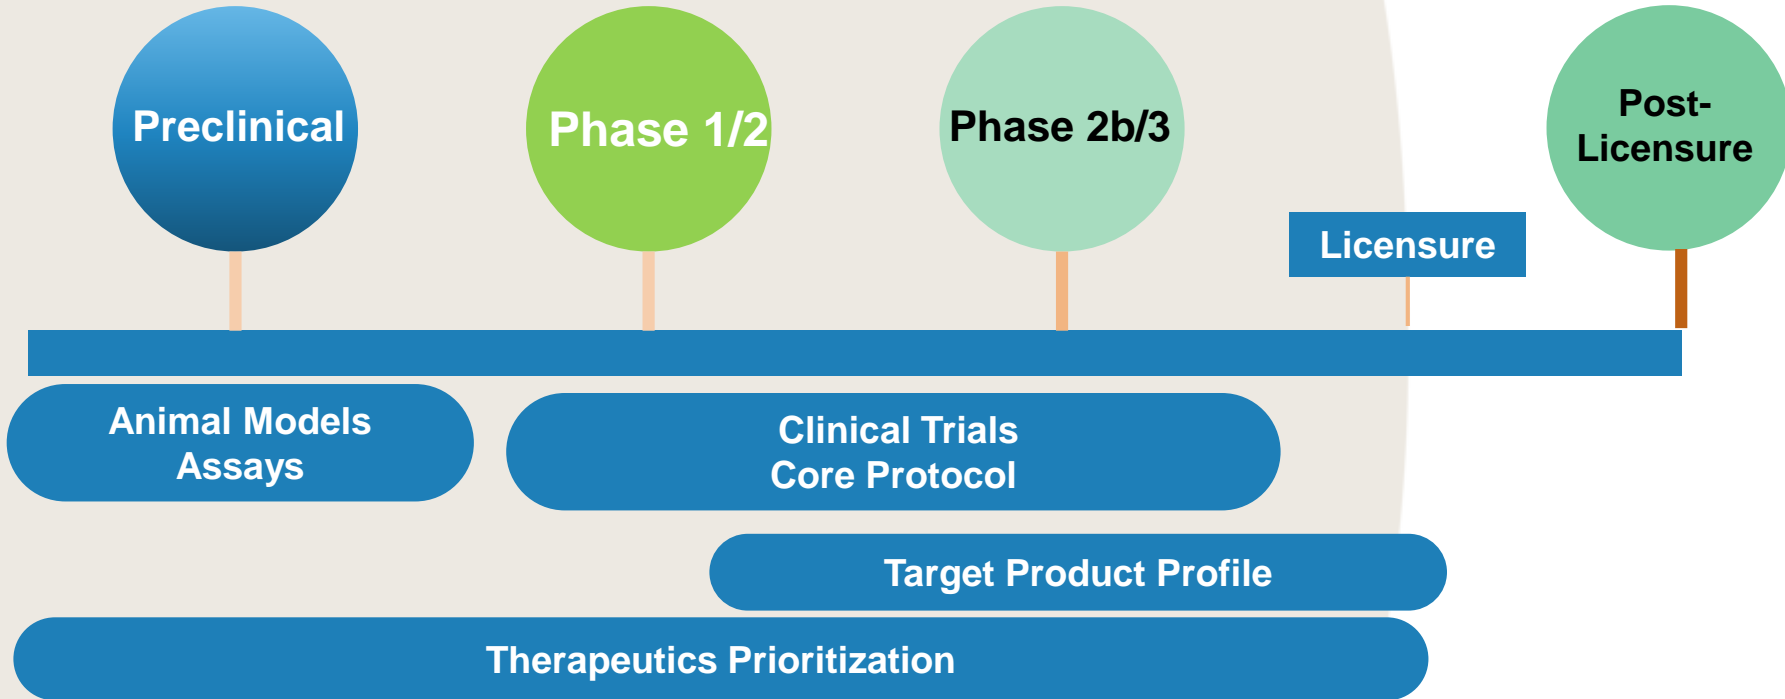 Preclinical
Phase 1/2
Phase 2b/3
Post-
Licensure
Licensure
Animal Models
Assays
Clinical Trials
Core Protocol
Target Product Profile
Therapeutics Prioritization